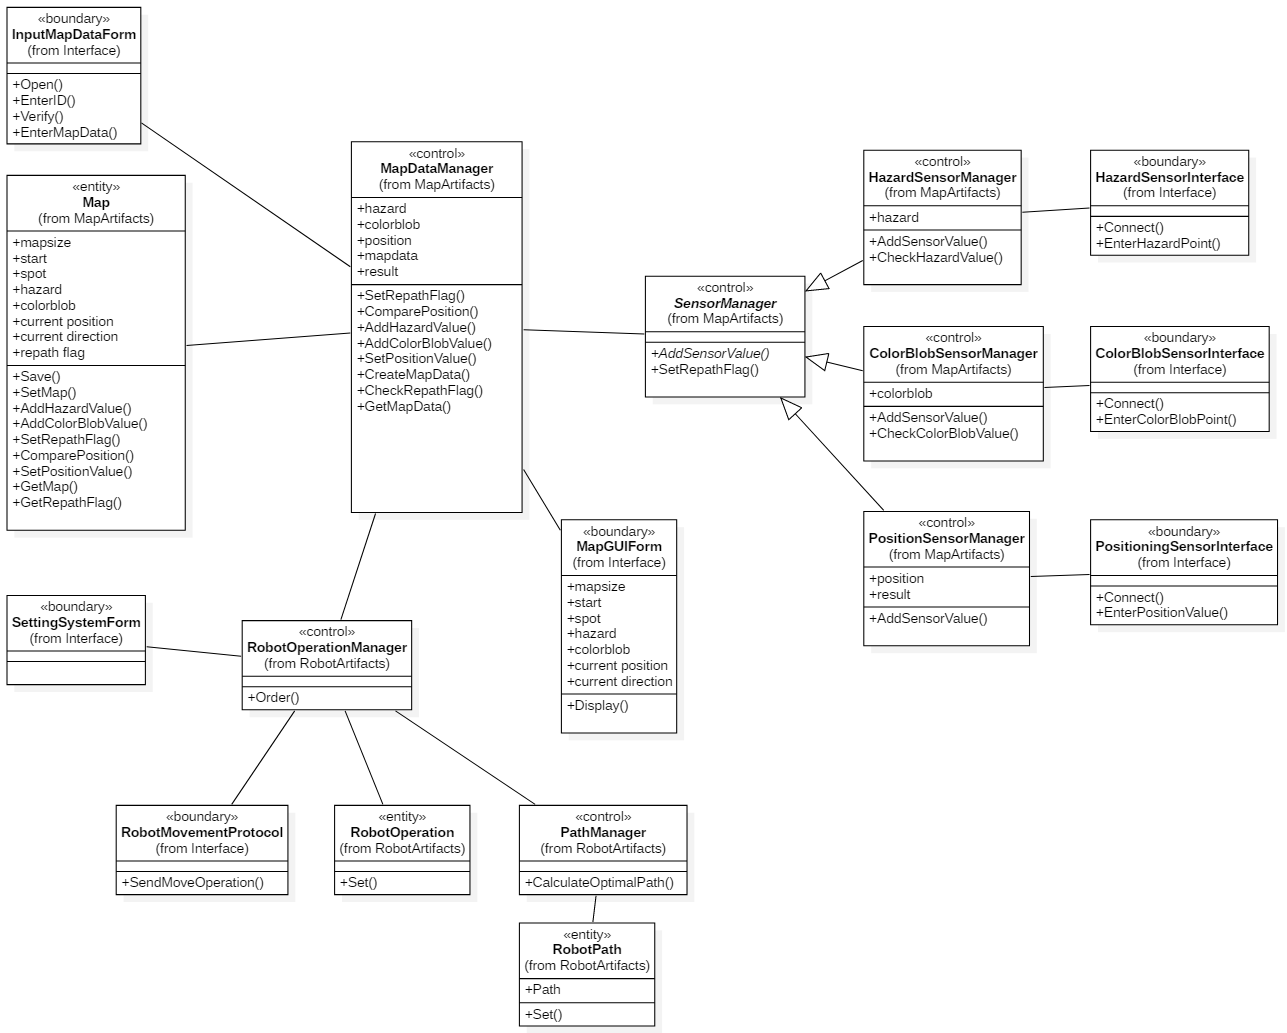 «boundary»
InputMapDataForm
(from Interface)
+Open()
+EnterID()
+Verify()
+EnterMapData()
«entity»
Map
(from MapArtifacts)
+mapsize
+start
+spot
+hazard
+colorblob
+current position
+current direction
+repath flag
+Save()
+SetMap()
+AddHazardValue()
+AddColorBlobValue()
+SetRepathFlag()
+ComparePosition()
+SetPositionValue()
+GetMap()
+GetRepathFlag()
«control»
MapDataManager
(from MapArtifacts)
+hazard
+colorblob
+position
+mapdata
+result
+SetRepathFlag()
+ComparePosition()
+AddHazardValue()
+AddColorBlobValue()
+SetPositionValue()
+CreateMapData()
+CheckRepathFlag()
+GetMapData()
«control»
SensorManager
(from MapArtifacts)
+AddSensorValue()
+SetRepathFlag()
«control»
HazardSensorManager
(from MapArtifacts)
+hazard
+AddSensorValue()
+CheckHazardValue()
«boundary»
HazardSensorInterface
(from Interface)
+Connect()
+EnterHazardPoint()
«control»
ColorBlobSensorManager
(from MapArtifacts)
+colorblob
+AddSensorValue()
+CheckColorBlobValue()
«boundary»
ColorBlobSensorInterface
(from Interface)
+Connect()
+EnterColorBlobPoint()
«control»
PositionSensorManager
(from MapArtifacts)
+position
+result
+AddSensorValue()
«boundary»
PositioningSensorInterface
(from Interface)
+Connect()
+EnterPositionValue()
«boundary»
MapGUIForm
(from Interface)
+mapsize
+start
+spot
+hazard
+colorblob
+current position
+current direction
+Display()
«boundary»
SettingSystemForm
(from Interface)
«control»
RobotOperationManager
(from RobotArtifacts)
+Order()
«boundary»
RobotMovementProtocol
(from Interface)
+SendMoveOperation()
«entity»
RobotOperation
(from RobotArtifacts)
+Set()
«control»
PathManager
(from RobotArtifacts)
+CalculateOptimalPath()
«entity»
RobotPath
(from RobotArtifacts)
+Path
+Set()